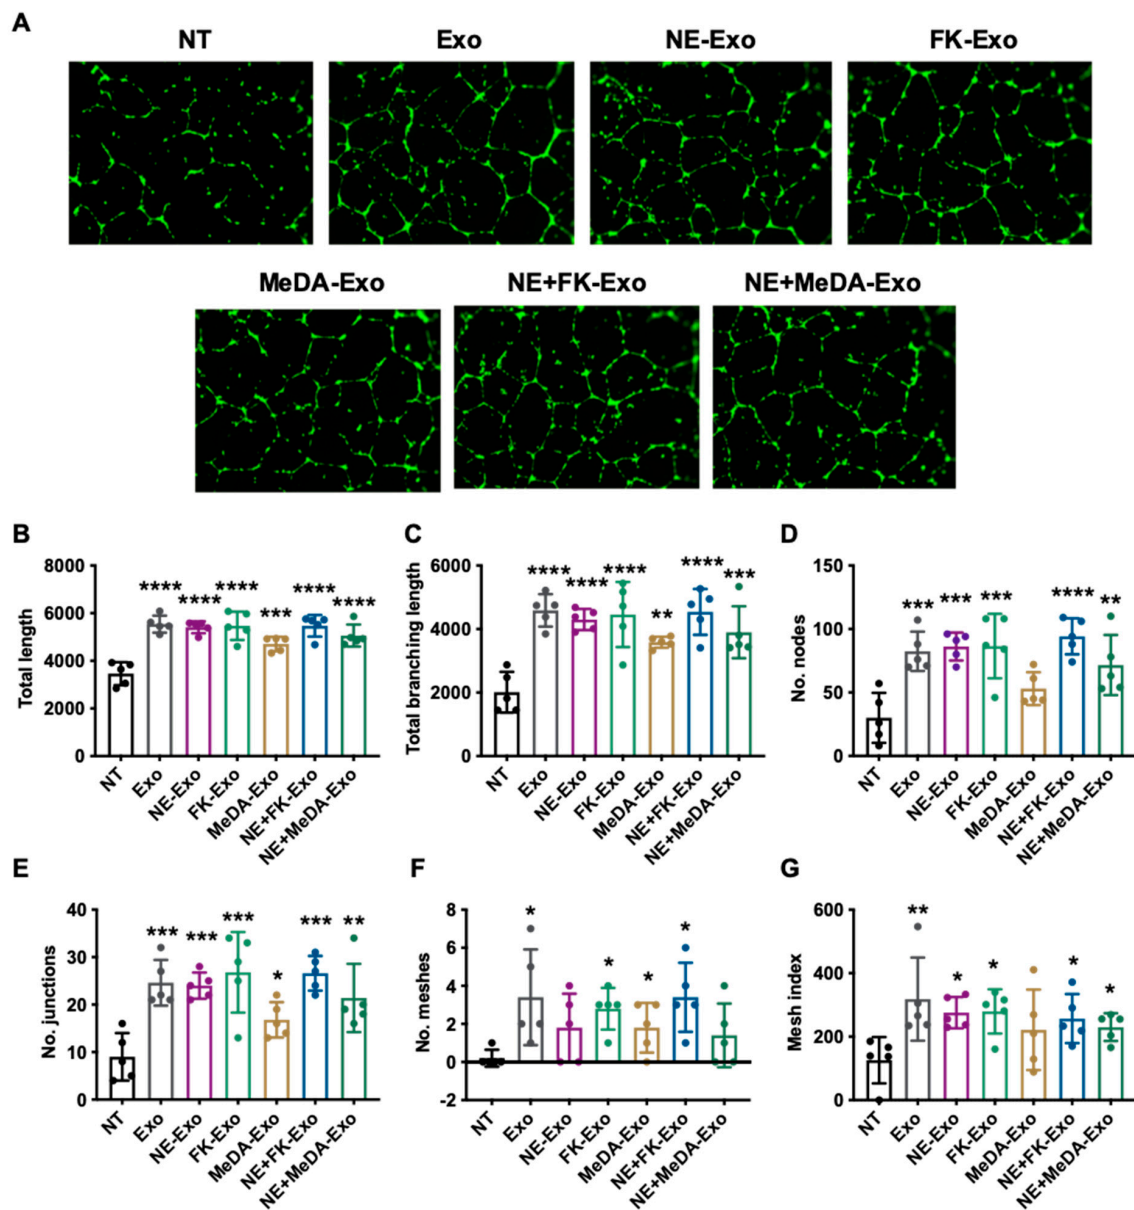 A
NT Exo NE-Exo FK-Exo
MeDA-Exo NE+FK-Exo NE+MeDA-Exo
B
Total length
8000
6000
4000
2000
0
**** **** **** *** **** ****
NT Exo NE-Exo FK-Exo MeDA-Exo NE+FK-Exo NE+MeDA-Exo
C
Total branching length
6000
4000
2000
0
**** **** **** ** **** ***
NT Exo NE-Exo FK-Exo MeDA-Exo NE+FK-Exo NE+MeDA-Exo
D
No. nodes
150
100
50
0
*** *** *** **** **
NT Exo NE-Exo FK-Exo MeDA-Exo NE+FK-Exo NE+MeDA-Exo
E
No. junctions
40
30
20
10
0
*** *** *** * *** **
NT Exo NE-Exo FK-Exo MeDA-Exo NE+FK-Exo NE+MeDA-Exo
F
No. meshes
8
6
4
2
0
-2
* * * *
NT Exo NE-Exo FK-Exo MeDA-Exo NE+FK-Exo NE+MeDA-Exo
G
Mesh index
600
400
200
0
** * * * *
NT Exo NE-Exo FK-Exo MeDA-Exo NE+FK-Exo NE+MeDA-Exo